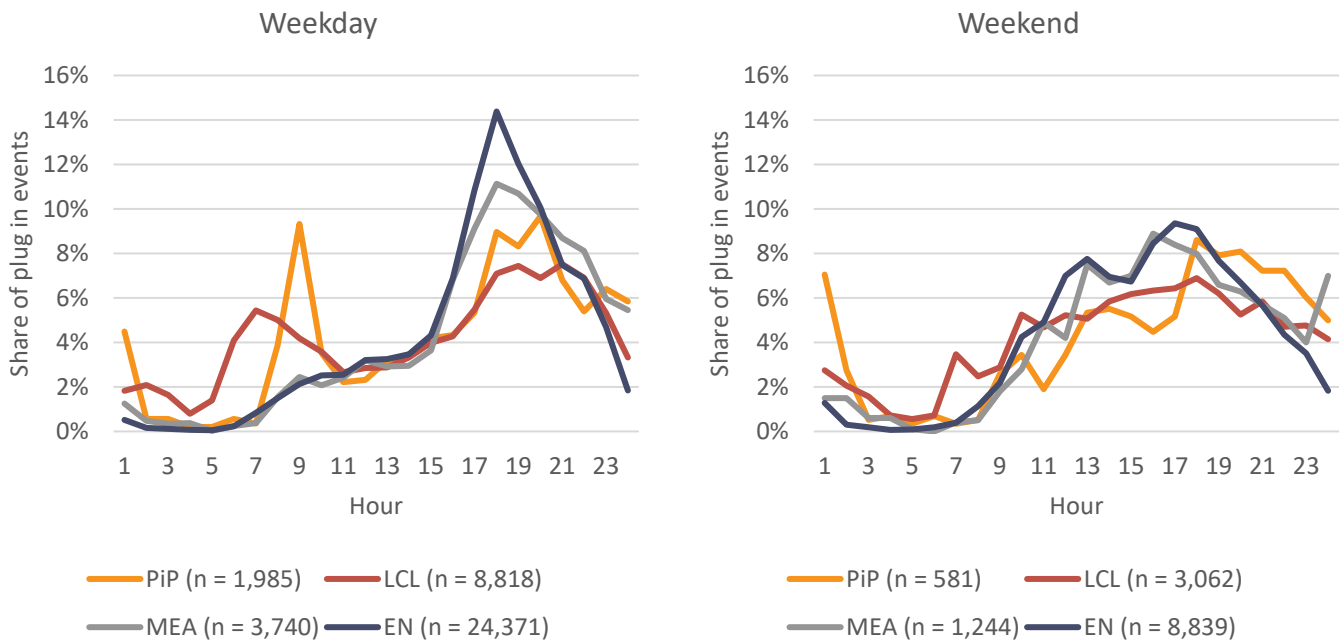 Weekday
Share of plug in events
16%
14%
12%
10%
8%
6%
4%
2%
0%
1 3 5 7 9 11 13 15 17 19 21 23
Hour
PiP (n = 1,985) LCL (n = 8,818)
MEA (n = 3,740) EN (n = 24,371)
Weekend
Share of plug in events
16%
14%
12%
10%
8%
6%
4%
2%
0%
1 3 5 7 9 11 13 15 17 19 21 23
Hour
PiP (n = 581) LCL (n = 3,062)
MEA (n = 1,244) EN (n = 8,839)